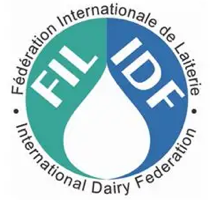 Fédération Internationale de Laiterie
FIL
IDF
International Dairy Federation